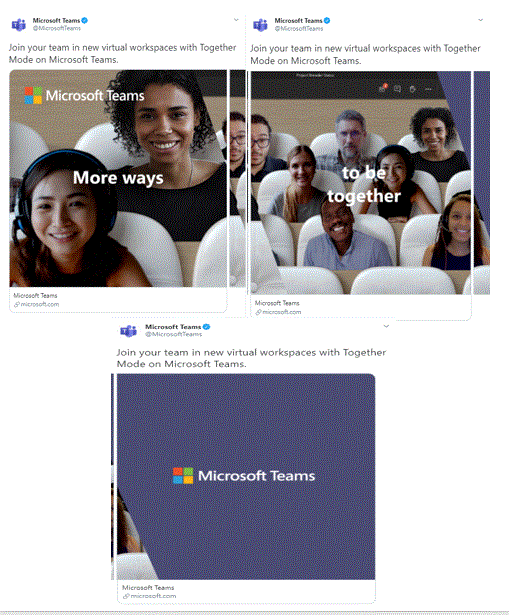 Microsoft Teams
@MicrosoftTeams
Join your team in new virtual workspaces with Together
Mode on Microsoft Teams.
Microsoft Teams
More ways
Microsoft Teams
microsoft.com
Microsoft Teams
@MicrosoftTeams
Join your team in new virtual workspaces with Together
Mode on Microsoft Teams.
to be
together
Microsoft Teams
microsoft.com
Microsoft Teams
@MicrosoftTeams
Join your team in new virtual workspaces with Together
Mode on Microsoft Teams.
Microsoft Teams
Microsoft Teams
microsoft.com